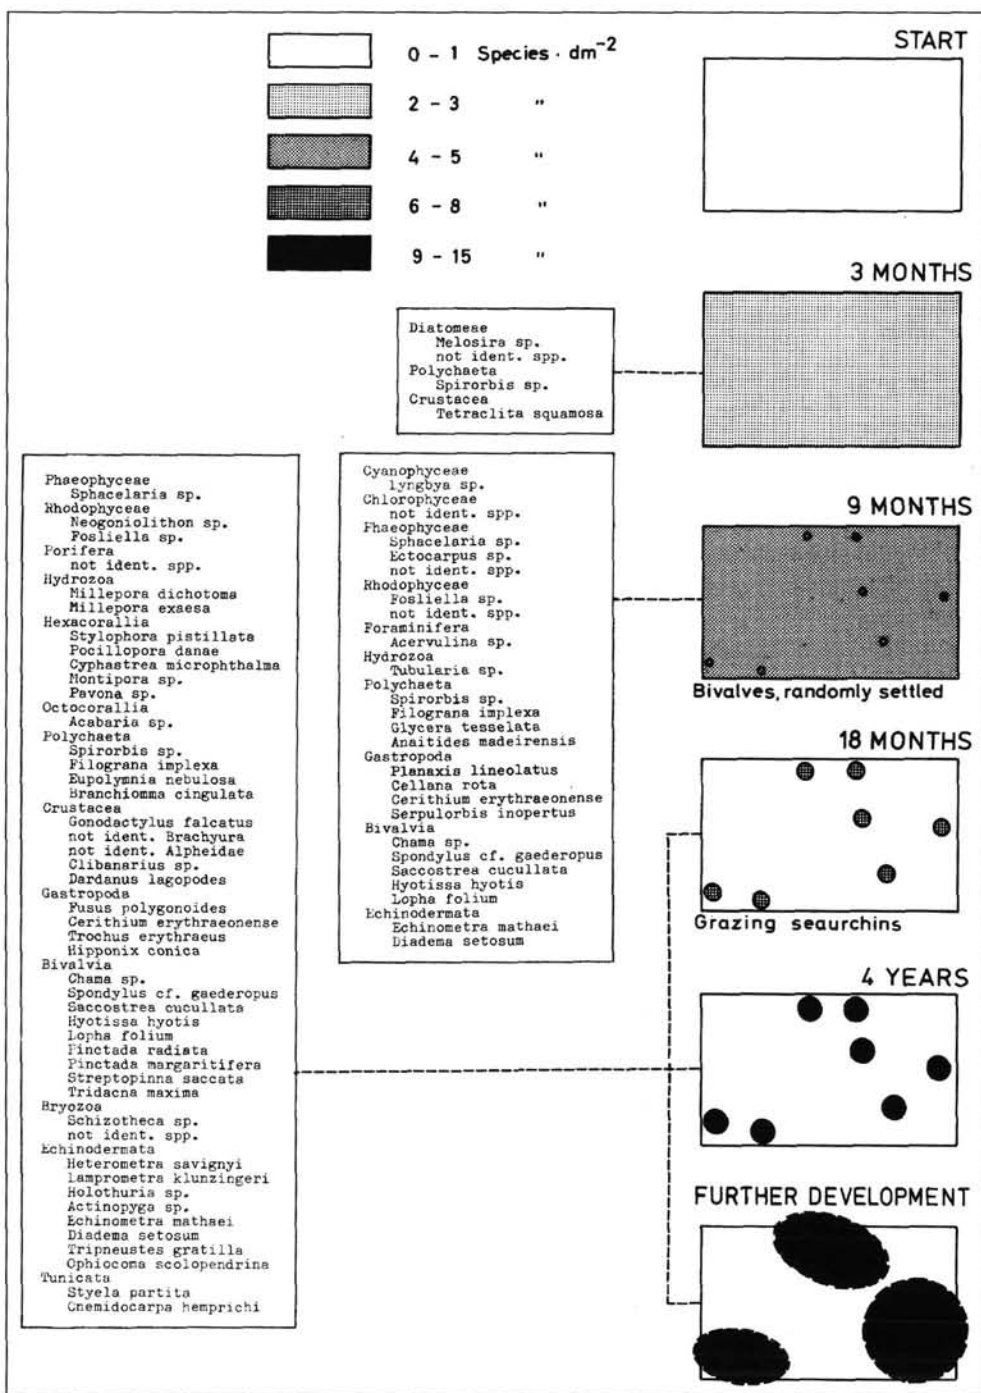 0 - 1 Species · dm⁻²
2 - 3 "
4 - 5 "
6 - 8 "
9 - 15 "
START
3 MONTHS
Diatomeae
Melosira sp.
not ident. spp.
Polychaeta
Spirorbis sp.
Crustacea
Tetraclita squamosa
9 MONTHS
Bivalves, randomly settled
Cyanophyceae
lyngbya sp.
Chlorophyceae
not ident. spp.
Phaeophyceae
Sphacelaria sp.
Ectocarpus sp.
not ident. spp.
Rhodophyceae
Fosliella sp.
not ident. spp.
Foraminifera
Acervulina sp.
Hydrozoa
Tubularia sp.
Polychaeta
Spirorbis sp.
Filograna implexa
Glycera tesselata
Anaitides madeirensis
Gastropoda
Planaxis lineolatus
Cellana rota
Cerithium erythraeonense
Serpulorbis inopertus
Bivalvia
Chama sp.
Spondylus cf. gaederopus
Saccostrea cucullata
Hyotissa hyotis
Lopha folium
Echinodermata
Echinometra mathaei
Diadema setosum
Phaeophyceae
Sphacelaria sp.
Rhodophyceae
Neogoniolithon sp.
Fosliella sp.
Porifera
not ident. spp.
Hydrozoa
Millepora dichotoma
Millepora exaesa
Hexacorallia
Stylophora pistillata
Pocillopora danae
Cyphastrea microphthalma
Montipora sp.
Pavona sp.
Octocorallia
Acabaria sp.
Polychaeta
Spirorbis sp.
Filograna implexa
Eupolymnia nebulosa
Branchiomma cingulata
Crustacea
Gonodactylus falcatus
not ident. Brachyura
not ident. Alpheidae
Clibanarius sp.
Dardanus lagopodes
Gastropoda
Fusus polygonoides
Cerithium erythraeonense
Trochus erythraeus
Hipponix conica
Bivalvia
Chama sp.
Spondylus cf. gaederopus
Saccostrea cucullata
Hyotissa hyotis
Lopha folium
Pinctada radiata
Pinctada margaritifera
Streptopinna saccata
Tridacna maxima
Bryozoa
Schizotheca sp.
not ident. spp.
Echinodermata
Heterometra savignyi
Lamprometra klunzingeri
Holothuria sp.
Actinopyga sp.
Echinometra mathaei
Diadema setosum
Tripneustes gratilla
Ophiocoma scolopendrina
Tunicata
Styela partita
Cnemidocarpa hemprichi
18 MONTHS
Grazing seaurchins
4 YEARS
FURTHER DEVELOPMENT